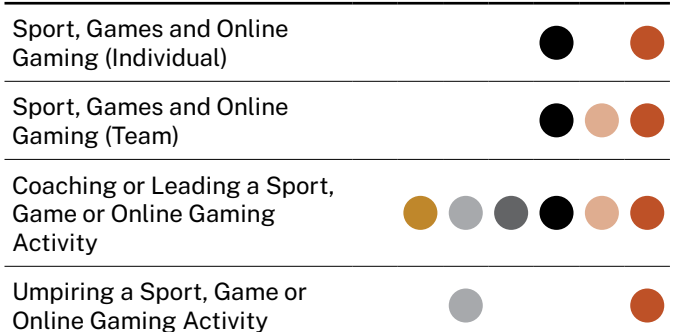 Sport, Games and Online
Gaming (Individual)
Sport, Games and Online
Gaming (Team)
Coaching or Leading a Sport,
Game or Online Gaming
Activity
Umpiring a Sport, Game or
Online Gaming Activity